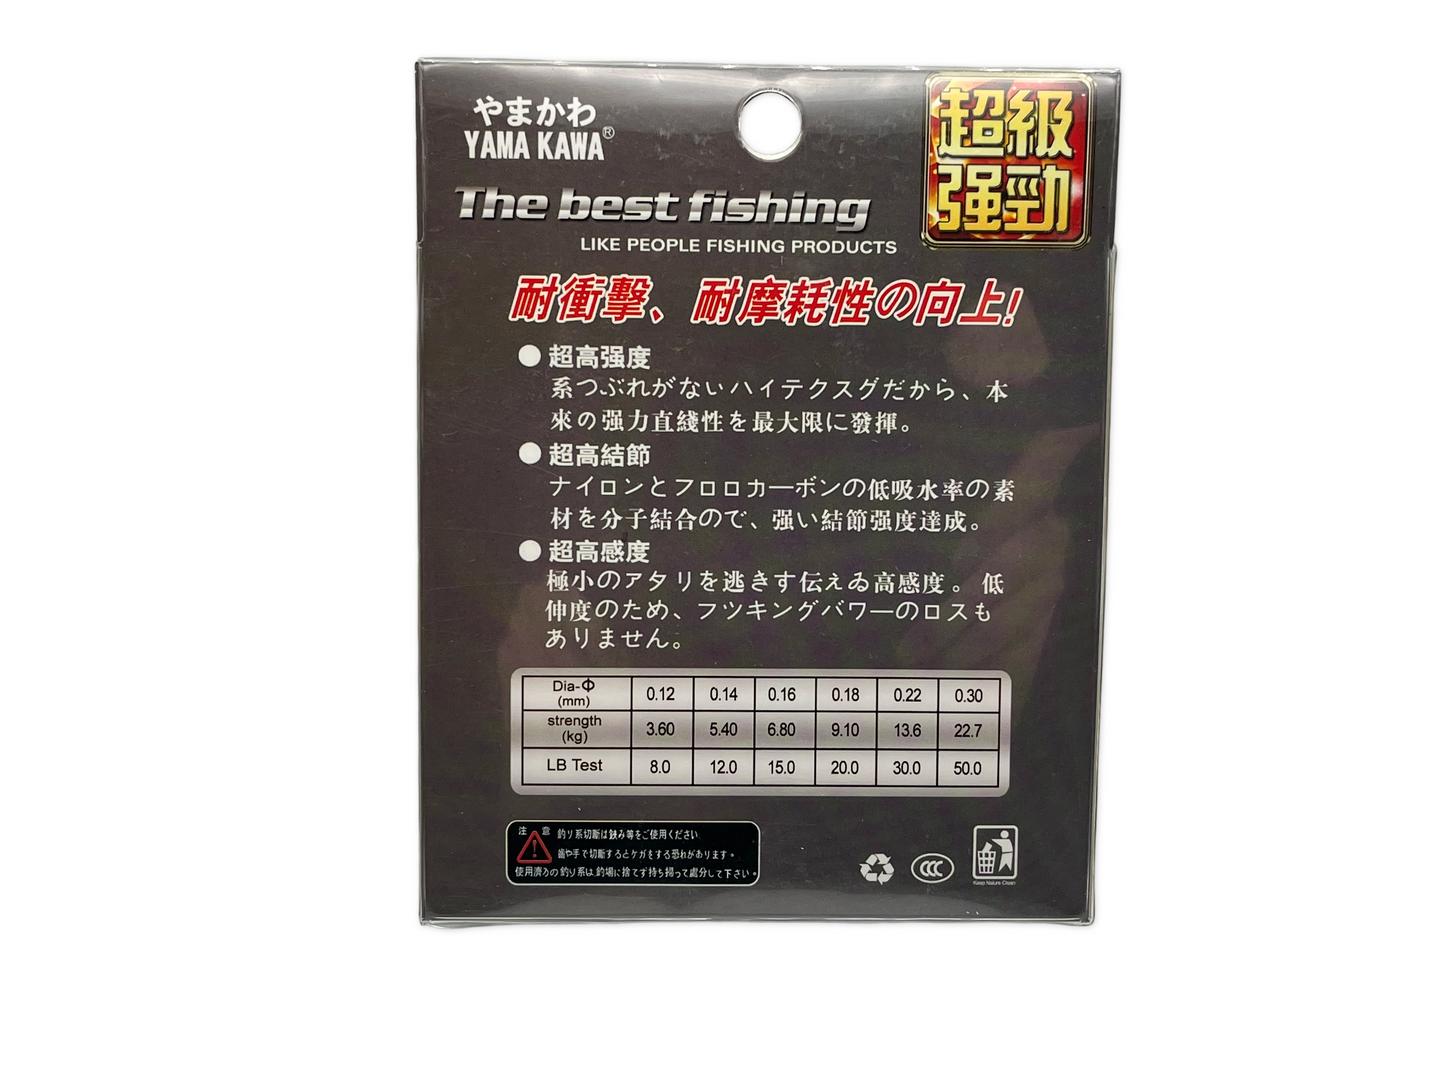 やまかわ
YAMA KAWA®
超級
强勁
The best fishing
LIKE PEOPLE FISHING PRODUCTS
耐衝擊、耐摩耗性の向上!
● 超高强度
系つぶれがないハイテクスグだから、本
來の强力直綫性を最大限に發揮。
● 超高結節
ナイロンとフロロカーボンの低吸水率の素
材を分子結合ので、强い結節强度達成。
● 超高感度
極小のアタリを逃きす伝えゐ高感度。低
伸度のため、フツキングバワーのロスも
ありません。
Dia-Φ (mm) 0.12 0.14 0.16 0.18 0.22 0.30
strength (kg) 3.60 5.40 6.80 9.10 13.6 22.7
LB Test 8.0 12.0 15.0 20.0 30.0 50.0
注 意 釣リ系切断は鋏み等をご使用ください
歯や手で切断するとケガをする恐れがあります。
使用済みの釣り系は釣場に捨てず持ち掃って處分して下さい。
CCC
Keep Nature Clean